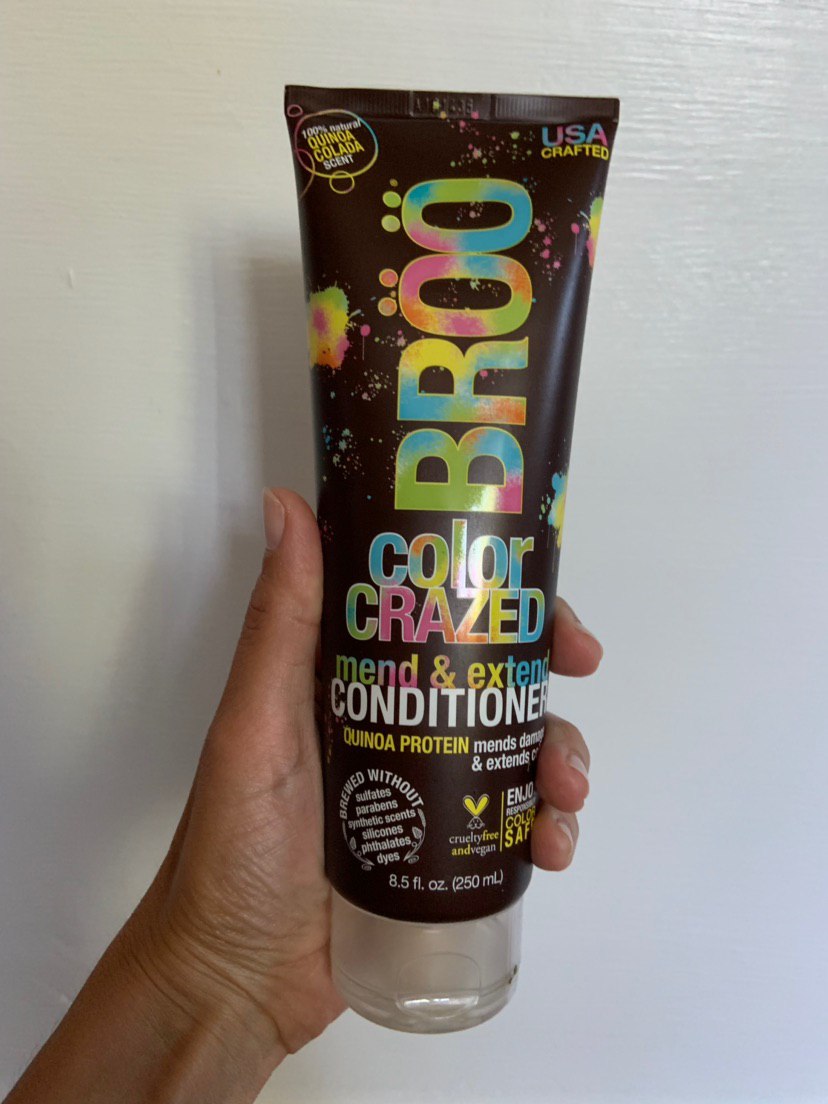 100% natural
QUINOA
COLADA
SCENT
USA
CRAFTED
BRÖÖ
color
CRAZED
mend & extend
CONDITIONER
QUINOA PROTEIN mends
& extends
BREWED WITHOUT
sulfates
parabens
synthetic scents
silicones
phthalates
dyes
crueltyfree
andvegan
8.5 fl. oz. (250 mL)